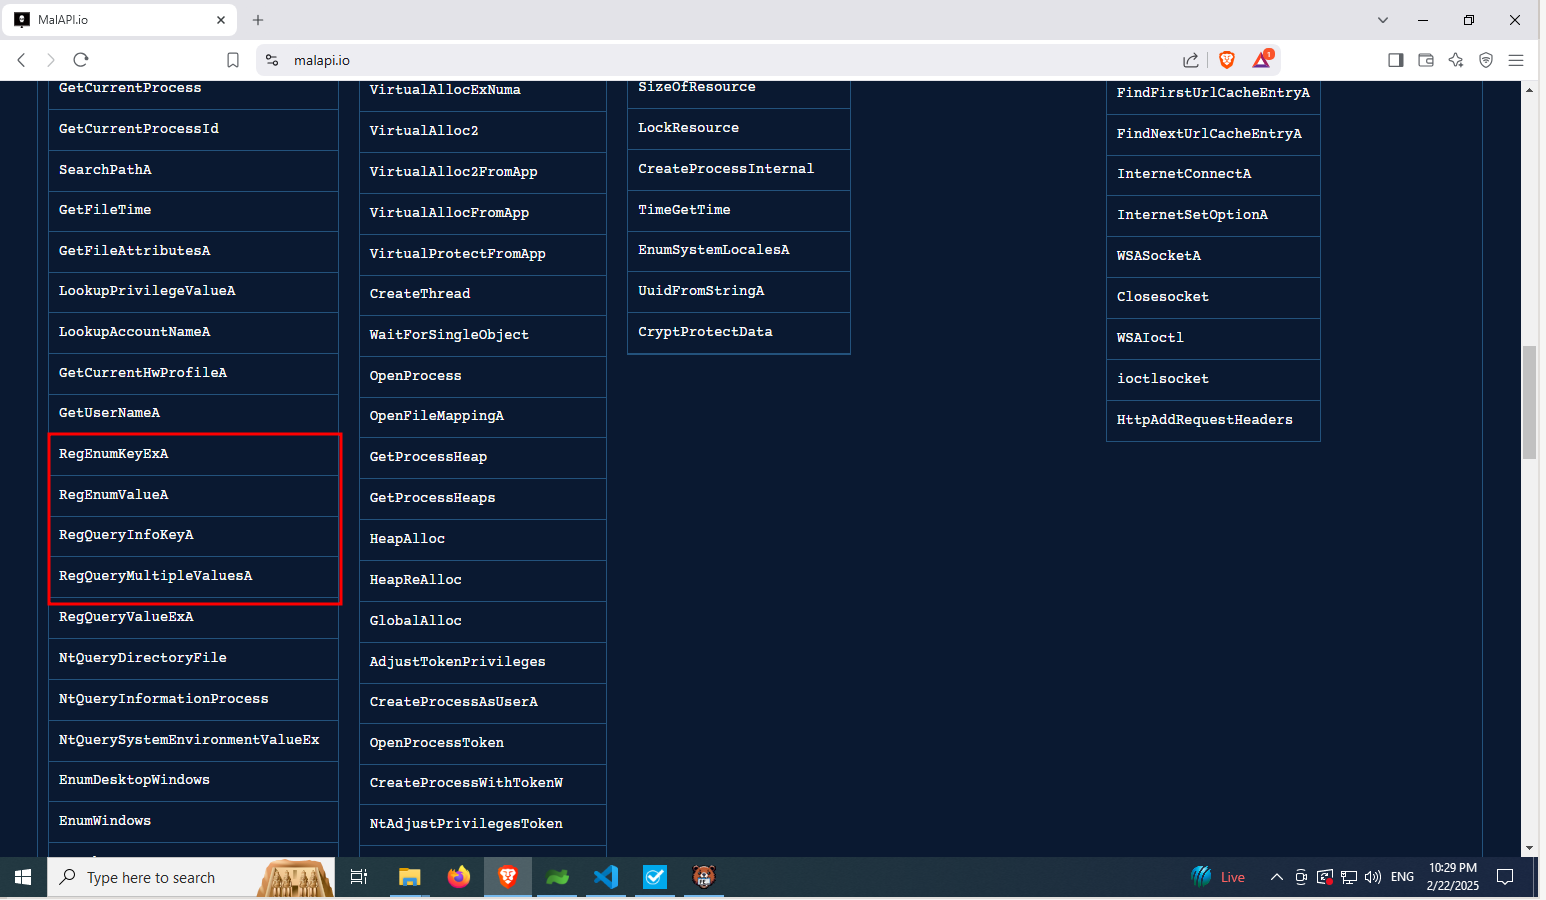 MalAPI.io
malapi.io
1
GetCurrentProcess
GetCurrentProcessId
SearchPathA
GetFileTime
GetFileAttributesA
LookupPrivilegeValueA
LookupAccountNameA
GetCurrentHwProfileA
GetUserNameA
RegEnumKeyExA
RegEnumValueA
RegQueryInfoKeyA
RegQueryMultipleValuesA
RegQueryValueExA
NtQueryDirectoryFile
NtQueryInformationProcess
NtQuerySystemEnvironmentValueEx
EnumDesktopWindows
EnumWindows
VirtualAllocExNuma
VirtualAlloc2
VirtualAlloc2FromApp
VirtualAllocFromApp
VirtualProtectFromApp
CreateThread
WaitForSingleObject
OpenProcess
OpenFileMappingA
GetProcessHeap
GetProcessHeaps
HeapAlloc
HeapReAlloc
GlobalAlloc
AdjustTokenPrivileges
CreateProcessAsUserA
OpenProcessToken
CreateProcessWithTokenW
NtAdjustPrivilegesToken
SizeOfResource
LockResource
CreateProcessInternal
TimeGetTime
EnumSystemLocalesA
UuidFromStringA
CryptProtectData
FindFirstUrlCacheEntryA
FindNextUrlCacheEntryA
InternetConnectA
InternetSetOptionA
WSASocketA
Closesocket
WSAIoctl
ioctlsocket
HttpAddRequestHeaders
Type here to search
Live
ENG
10:29 PM
2/22/2025